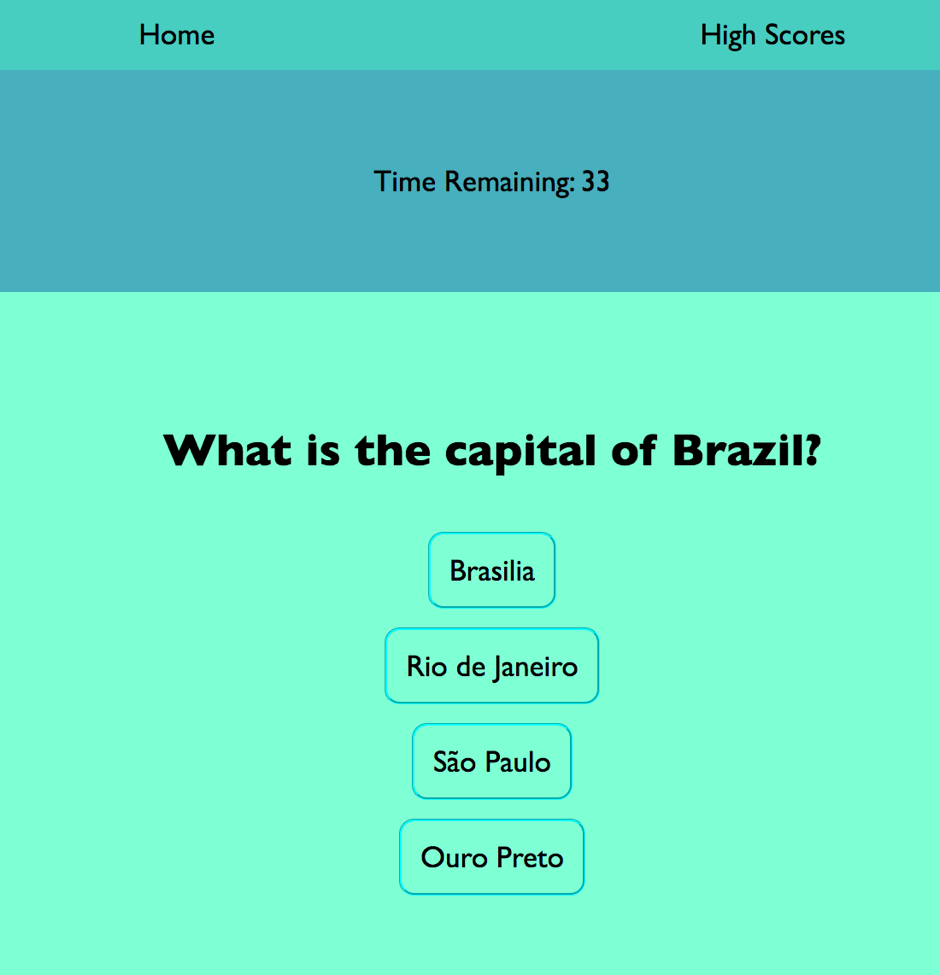 Home High Scores
Time Remaining: 33
What is the capital of Brazil?
Brasilia
Rio de Janeiro
São Paulo
Ouro Preto